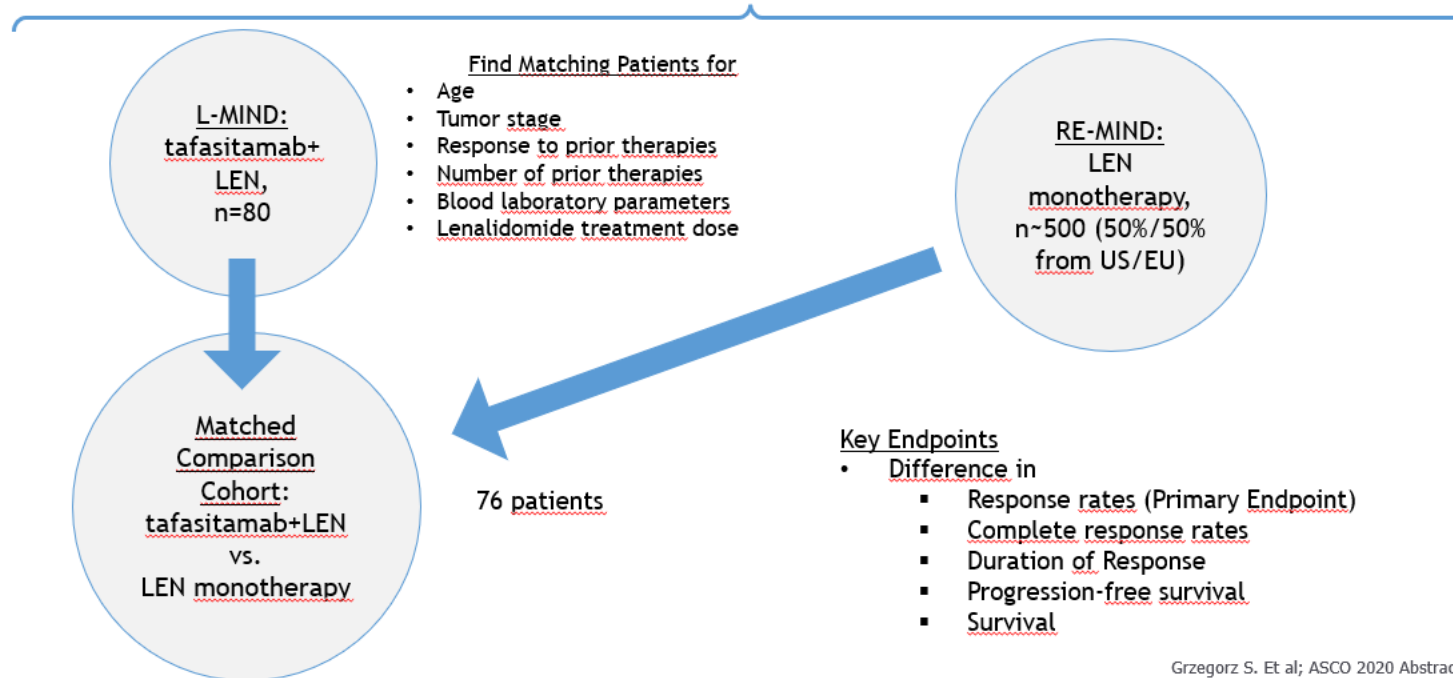 L-MIND:
tafasitamab+
LEN,
n=80
Find Matching Patients for
• Age
• Tumor stage
• Response to prior therapies
• Number of prior therapies
• Blood laboratory parameters
• Lenalidomide treatment dose
RE-MIND:
LEN
monotherapy,
n~500 (50%/50%
from US/EU)
Matched
Comparison
Cohort:
tafasitamab+LEN
vs.
LEN monotherapy
76 patients
Key Endpoints
• Difference in
▪ Response rates (Primary Endpoint)
▪ Complete response rates
▪ Duration of Response
▪ Progression-free survival
▪ Survival
Grzegorz S. Et al; ASCO 2020 Abstrac